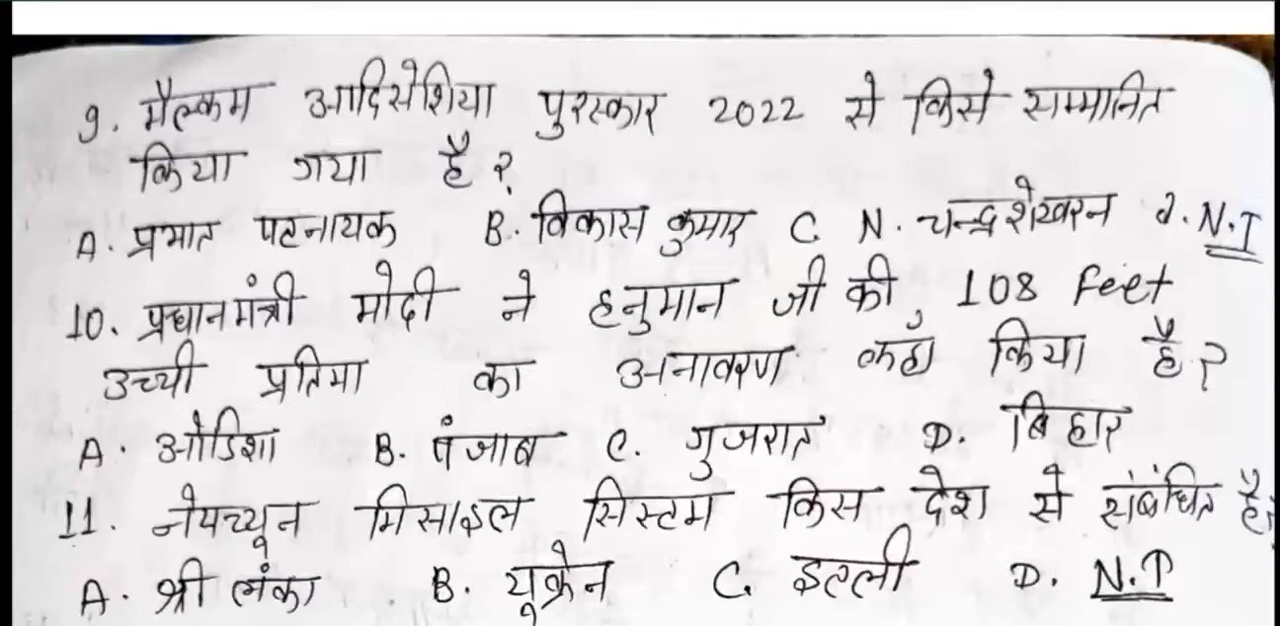 9. मैल्कम आदिसेशिया पुरस्कार 2022 से किसे सम्मानित
किया गया है?
A. प्रभात पटनायक B. विकास कुमार C N. चन्द्रशेखरन d. N.I
10. प्रधानमंत्री मोदी ने हनुमान जी की, 108 feet
उच्ची प्रतिमा का अनावरण कहाँ किया है?
A. ओडिशा B. पंजाब C. गुजरात D. बिहार
11. नेपच्यून मिसाइल सिस्टम किस देश से संबंधित है?
A. श्री लंका B. यूक्रेन C. इटली D. N.I